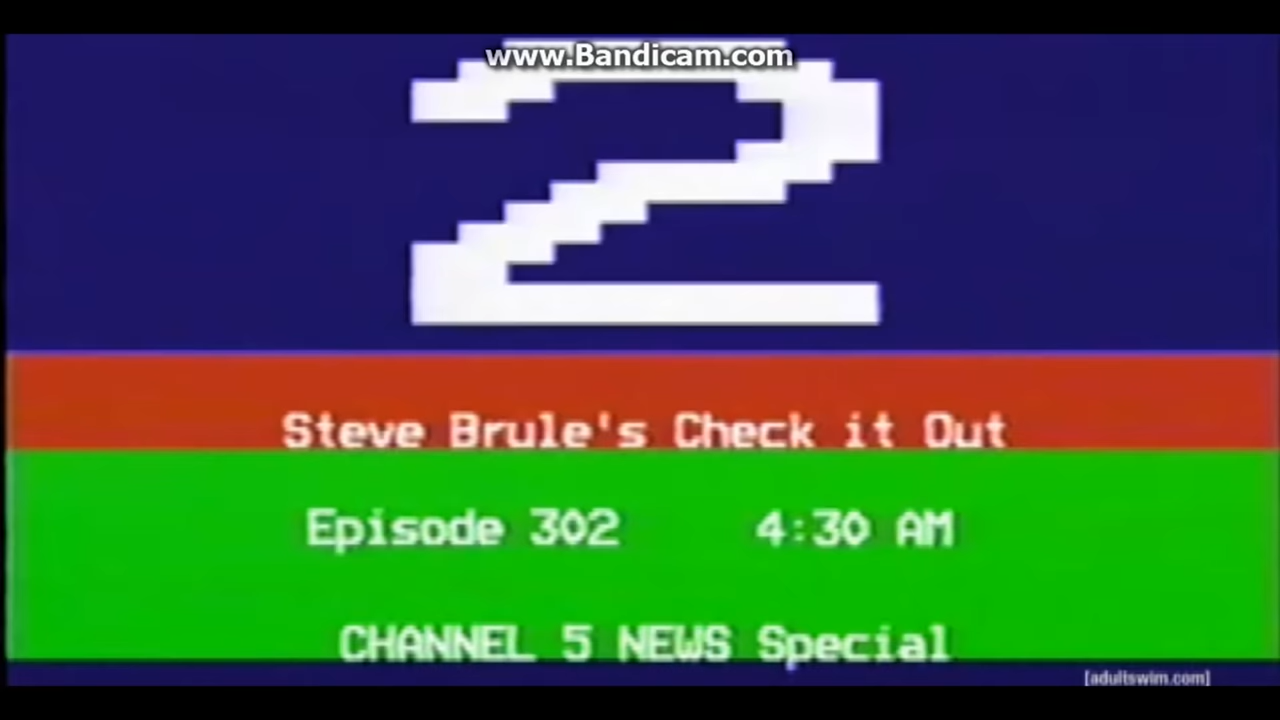 www.Bandicam.com
2
Steve Brule's Check it Out
Episode 302 4:30 AM
CHANNEL 5 NEWS Special
[adultswim.com]